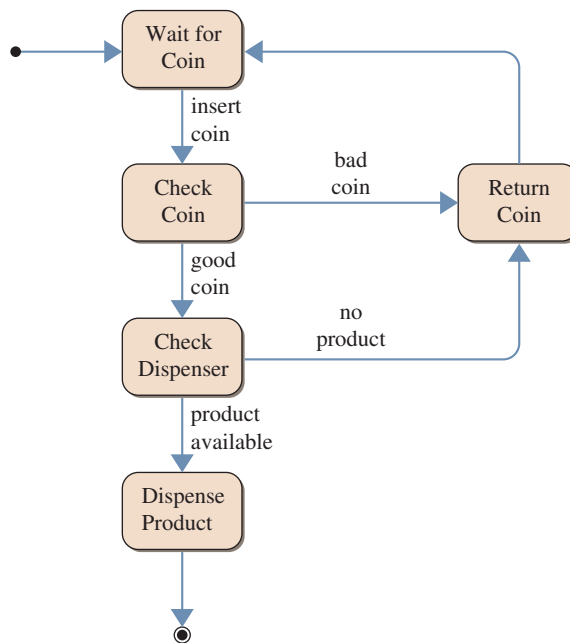 Wait for
Coin
insert
coin
Check
Coin
bad
coin
Return
Coin
good
coin
Check
Dispenser
no
product
product
available
Dispense
Product